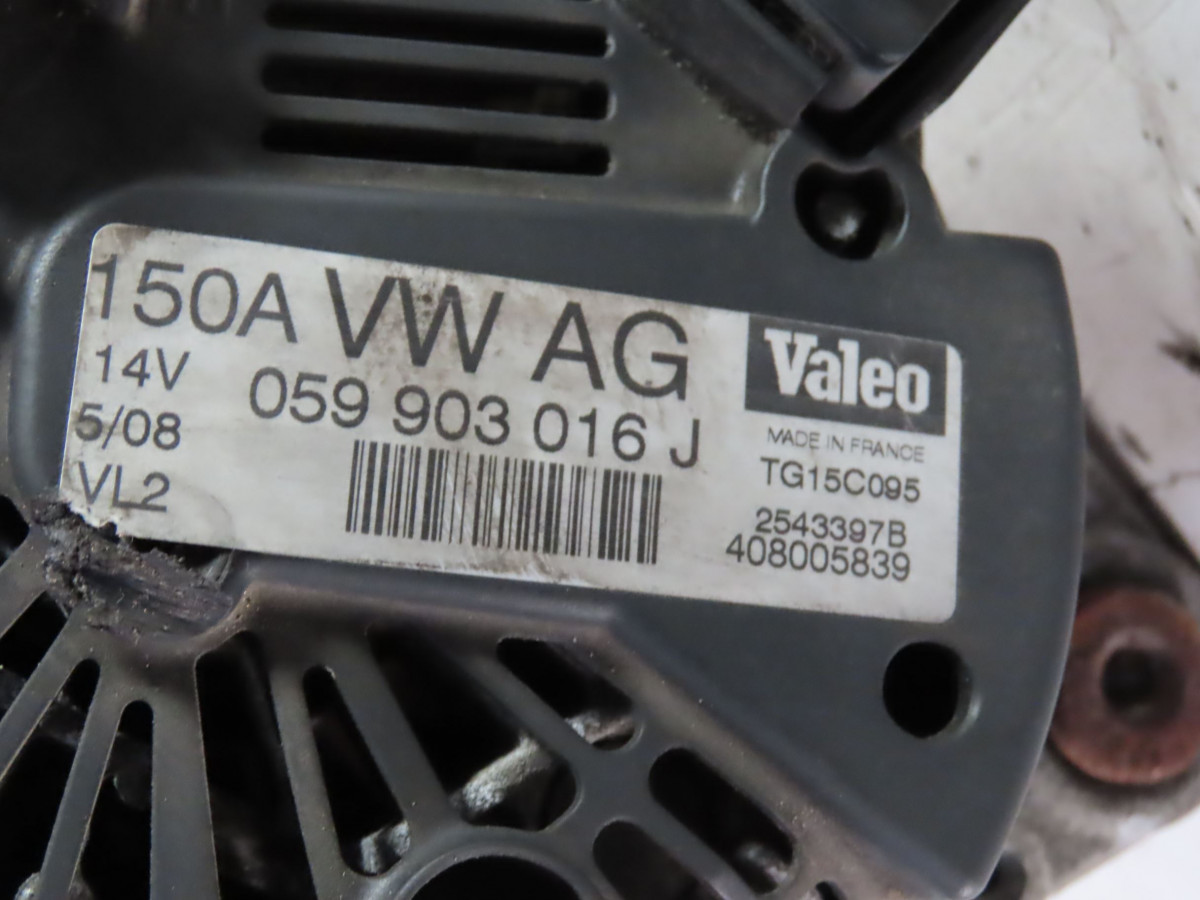 150A VW AG
14V
059 903 016 J
5/08
VL2
Valeo
MADE IN FRANCE
TG15C095
2543397B
408005839